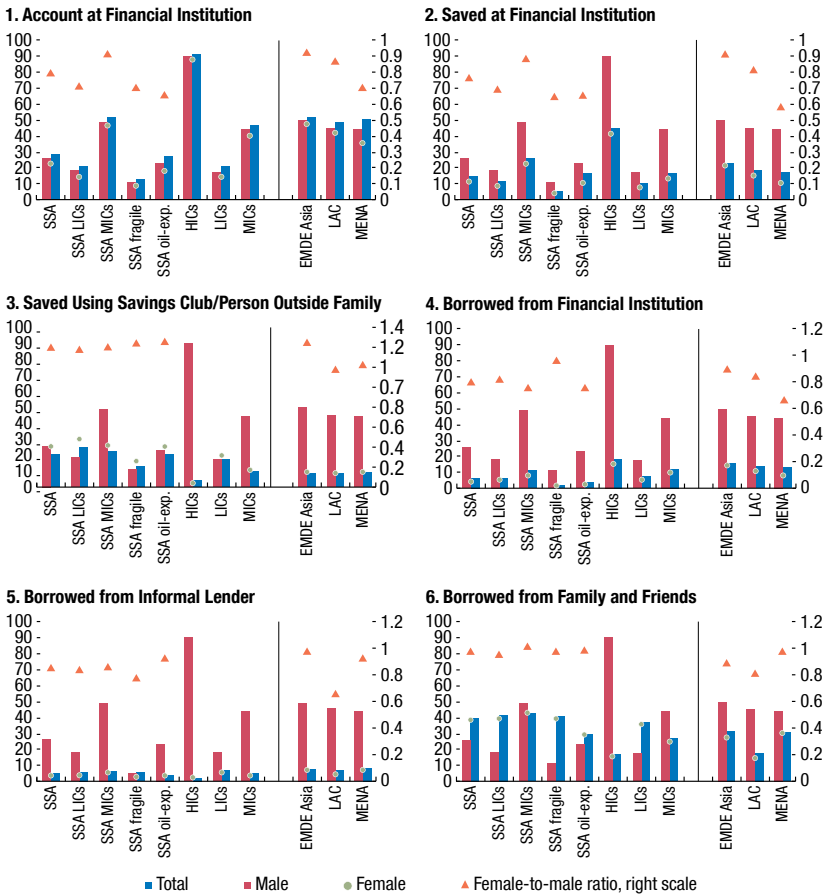 1. Account at Financial Institution
100
90
80
70
60
50
40
30
20
10
0
1
0.9
0.8
0.7
0.6
0.5
0.4
0.3
0.2
0.1
0
SSA
SSA LICs
SSA MICs
SSA fragile
SSA oil-exp.
HICs
LICs
MICs
EMDE Asia
LAC
MENA
2. Saved at Financial Institution
100
90
80
70
60
50
40
30
20
10
0
1
0.9
0.8
0.7
0.6
0.5
0.4
0.3
0.2
0.1
0
SSA
SSA LICs
SSA MICs
SSA fragile
SSA oil-exp.
HICs
LICs
MICs
EMDE Asia
LAC
MENA
3. Saved Using Savings Club/Person Outside Family
100
90
80
70
60
50
40
30
20
10
0
1.4
1.2
1
0.7
0.8
0.7
0.4
0.2
0
SSA
SSA LICs
SSA MICs
SSA fragile
SSA oil-exp.
HICs
LICs
MICs
EMDE Asia
LAC
MENA
4. Borrowed from Financial Institution
100
90
80
70
60
50
40
30
20
10
0
1.2
1
0.8
0.6
0.4
0.2
0
SSA
SSA LICs
SSA MICs
SSA fragile
SSA oil-exp.
HICs
LICs
MICs
EMDE Asia
LAC
MENA
5. Borrowed from Informal Lender
100
90
80
70
60
50
40
30
20
10
0
1.2
1
0.8
0.6
0.4
0.2
0
SSA
SSA LICs
SSA MICs
SSA fragile
SSA oil-exp.
HICs
LICs
MICs
EMDE Asia
LAC
MENA
6. Borrowed from Family and Friends
100
90
80
70
60
50
40
30
20
10
0
1.2
1
0.8
0.6
0.4
0.2
0
SSA
SSA LICs
SSA MICs
SSA fragile
SSA oil-exp.
HICs
LICs
MICs
EMDE Asia
LAC
MENA
Total
Male
Female
Female-to-male ratio, right scale